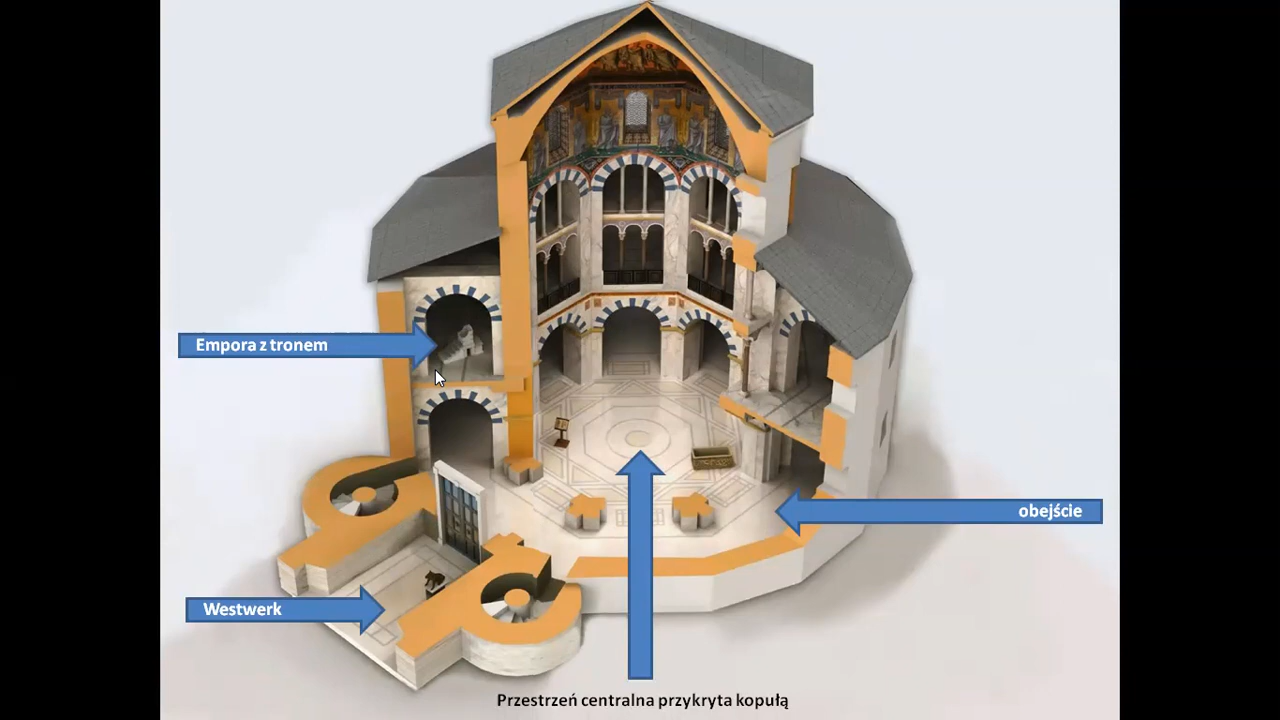 Empora z tronem
obejście
Westwerk
Przestrzeń centralna przykryta kopułą